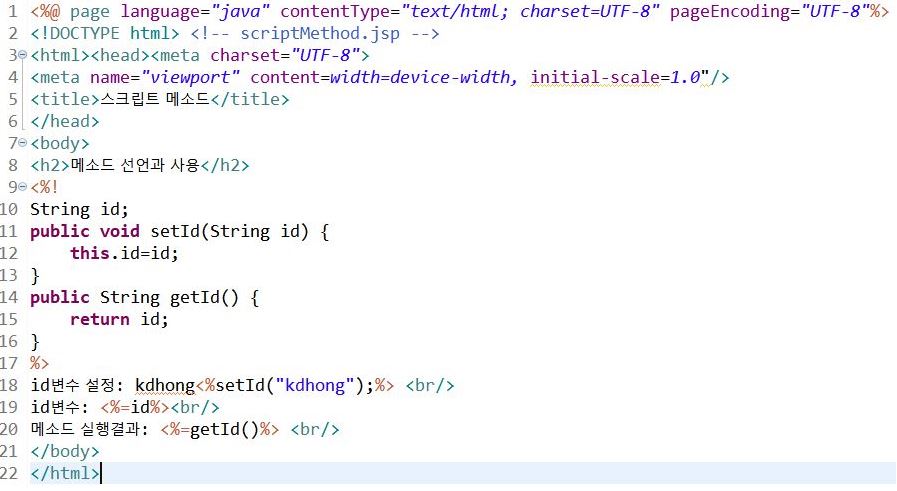 1 <%@ page language="java" contentType="text/html; charset=UTF-8" pageEncoding="UTF-8"%>
2 <!DOCTYPE html> <!-- scriptMethod.jsp -->
3 <html><head><meta charset="UTF-8">
4 <meta name="viewport" content=width=device-width, initial-scale=1.0"/>
5 <title>스크립트 메소드</title>
6 </head>
7 <body>
8 <h2>메소드 선언과 사용</h2>
9 <%!
10 String id;
11 public void setId(String id) {
12     this.id=id;
13 }
14 public String getId() {
15     return id;
16 }
17 %>
18 id변수 설정: kdhong<%setId("kdhong");%> <br/>
19 id변수: <%=id%><br/>
20 메소드 실행결과: <%=getId()%> <br/>
21 </body>
22 </html>